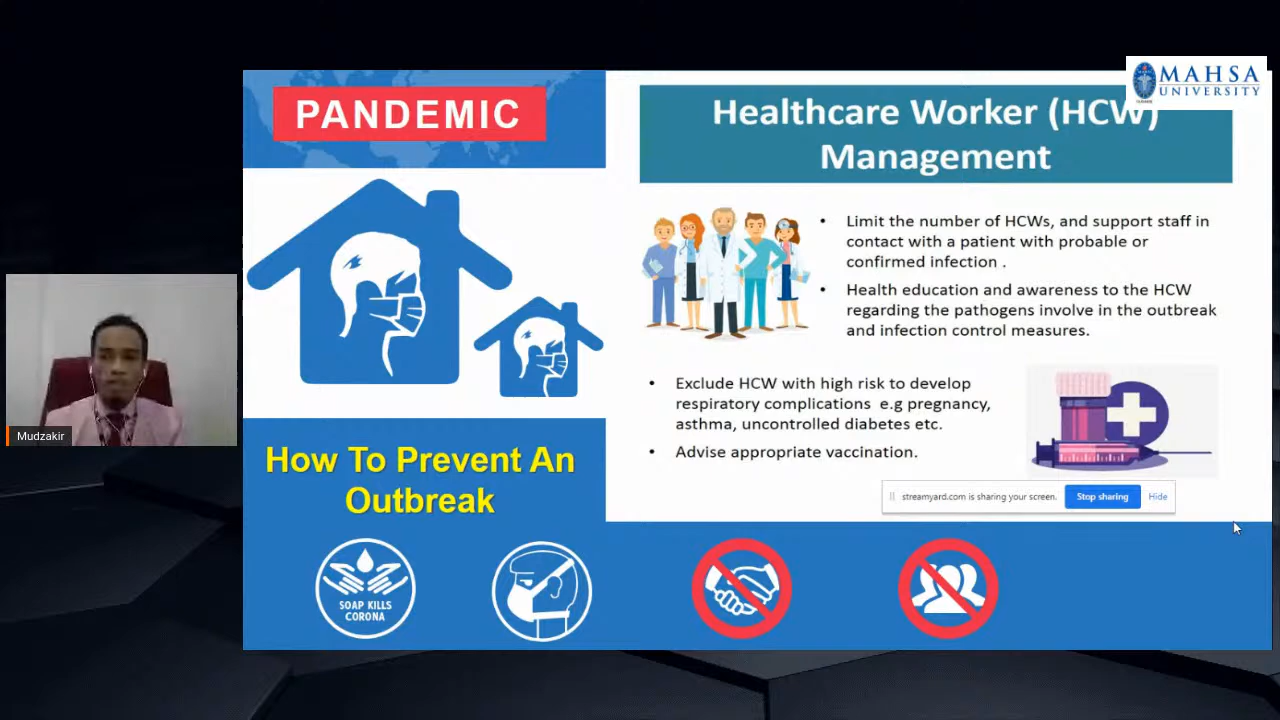 MAHSA
UNIVERSITY
PANDEMIC
Healthcare Worker (HCW)
Management
• Limit the number of HCWs, and support staff in
contact with a patient with probable or
confirmed infection .
• Health education and awareness to the HCW
regarding the pathogens involve in the outbreak
and infection control measures.
• Exclude HCW with high risk to develop
respiratory complications e.g pregnancy,
asthma, uncontrolled diabetes etc.
• Advise appropriate vaccination.
Mudzakir
How To Prevent An
Outbreak
streamyard.com is sharing your screen.
Stop sharing
Hide
SOAP KILLS
CORONA